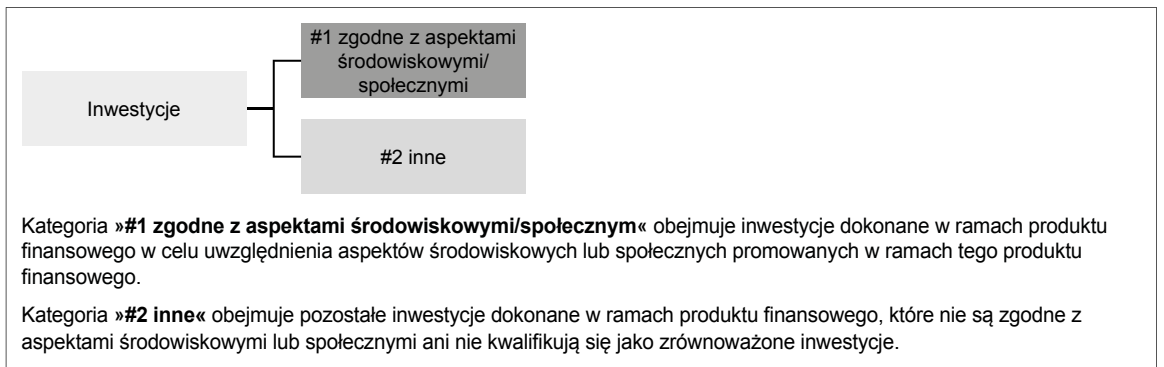 #1 zgodne z aspektami
środowiskowymi/
społecznymi
Inwestycje
#2 inne
Kategoria »#1 zgodne z aspektami środowiskowymi/społecznym« obejmuje inwestycje dokonane w ramach produktu
finansowego w celu uwzględnienia aspektów środowiskowych lub społecznych promowanych w ramach tego produktu
finansowego.
Kategoria »#2 inne« obejmuje pozostałe inwestycje dokonane w ramach produktu finansowego, które nie są zgodne z
aspektami środowiskowymi lub społecznymi ani nie kwalifikują się jako zrównoważone inwestycje.